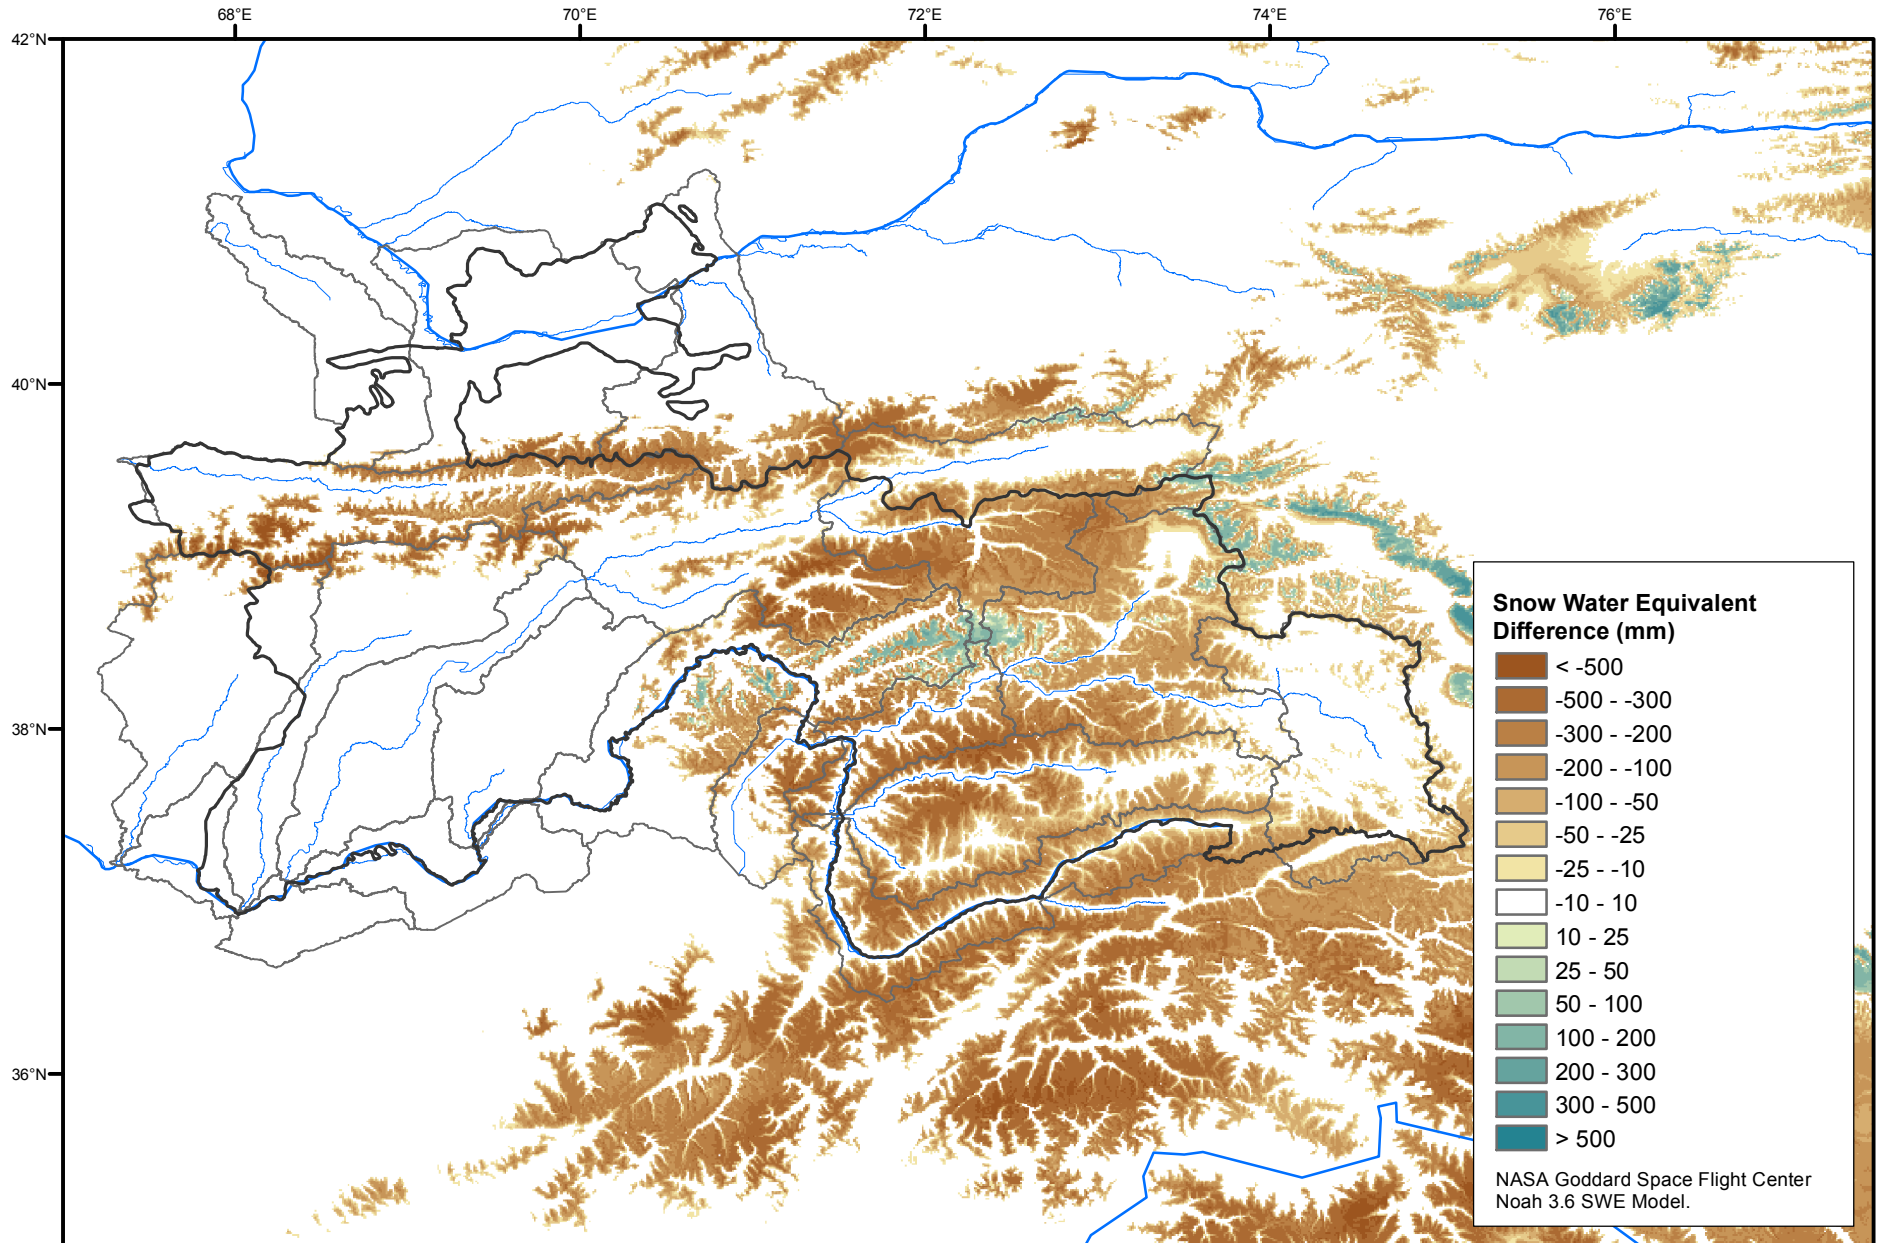 68°E 70°E 72°E 74°E 76°E
42°N
40°N
38°N
36°N
Snow Water Equivalent
Difference (mm)
< -500
-500 - -300
-300 - -200
-200 - -100
-100 - -50
-50 - -25
-25 - -10
-10 - 10
10 - 25
25 - 50
50 - 100
100 - 200
200 - 300
300 - 500
> 500
NASA Goddard Space Flight Center
Noah 3.6 SWE Model.